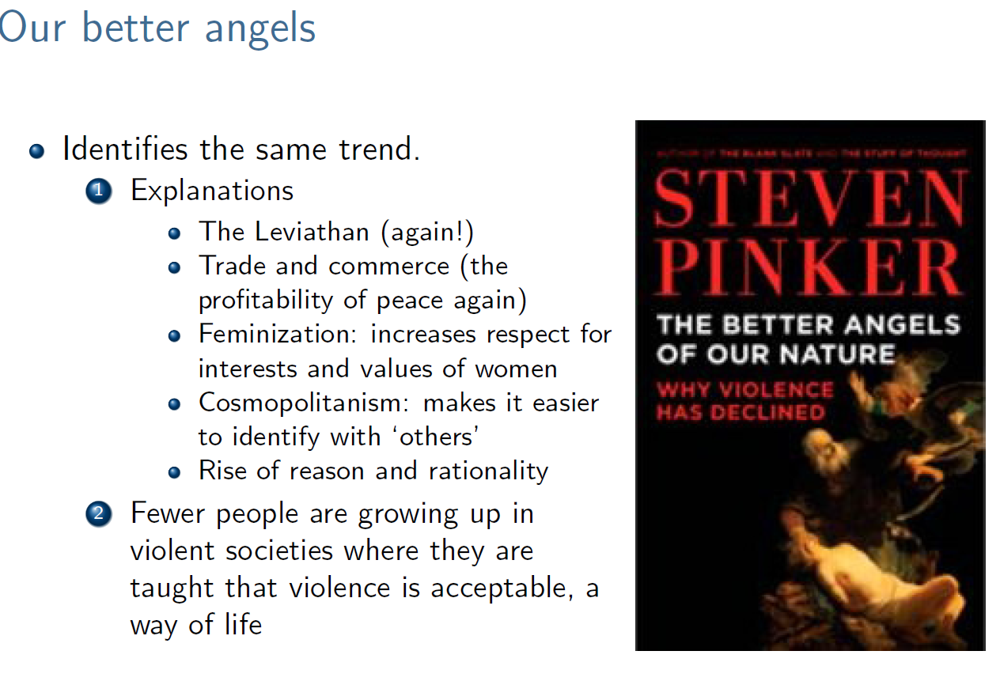 Our better angels
Identifies the same trend.
1 Explanations
The Leviathan (again!)
Trade and commerce (the
profitability of peace again)
Feminization: increases respect for
interests and values of women
Cosmopolitanism: makes it easier
to identify with ‘others’
Rise of reason and rationality
2 Fewer people are growing up in
violent societies where they are
taught that violence is acceptable, a
way of life
AUTHOR OF THE BLANK SLATE AND THE STUFF OF THOUGHT
STEVEN
PINKER
THE BETTER ANGELS
OF OUR NATURE
WHY VIOLENCE
HAS DECLINED